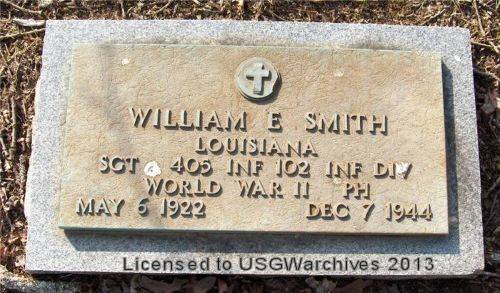 WILLIAM E SMITH
LOUISIANA
SGT 405 INF 102 INF DIV
WORLD WAR II PH
MAY 6 1922 DEC 7 1944
Licensed to USGWarchives 2013